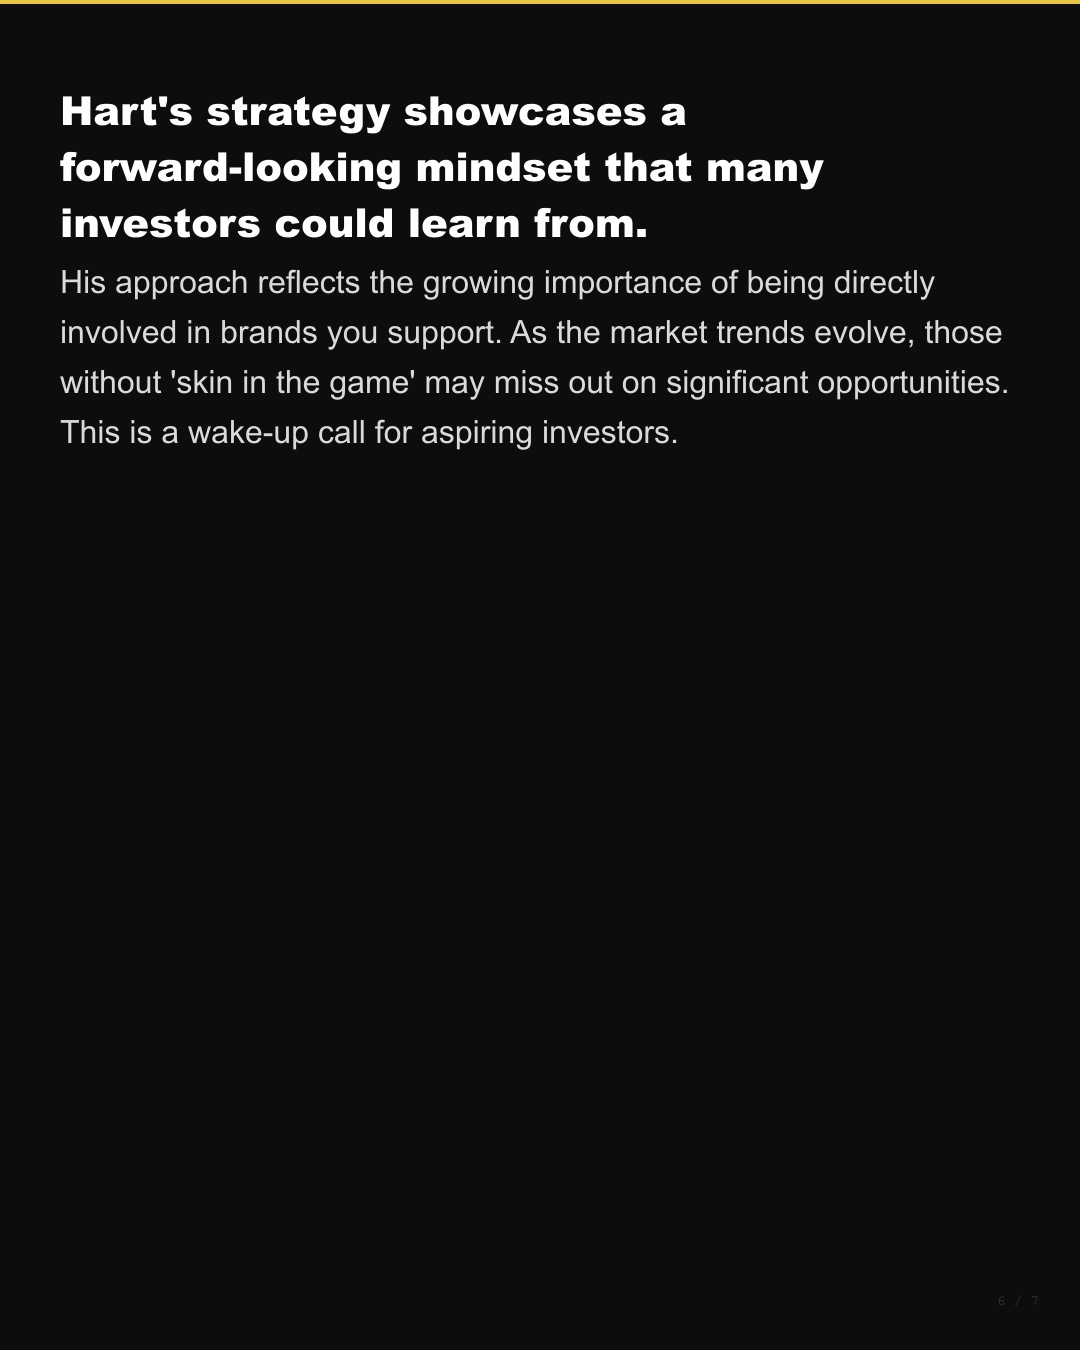 Hart's strategy showcases a
forward-looking mindset that many
investors could learn from.
His approach reflects the growing importance of being directly
involved in brands you support. As the market trends evolve, those
without 'skin in the game' may miss out on significant opportunities.
This is a wake-up call for aspiring investors.
6 / 7